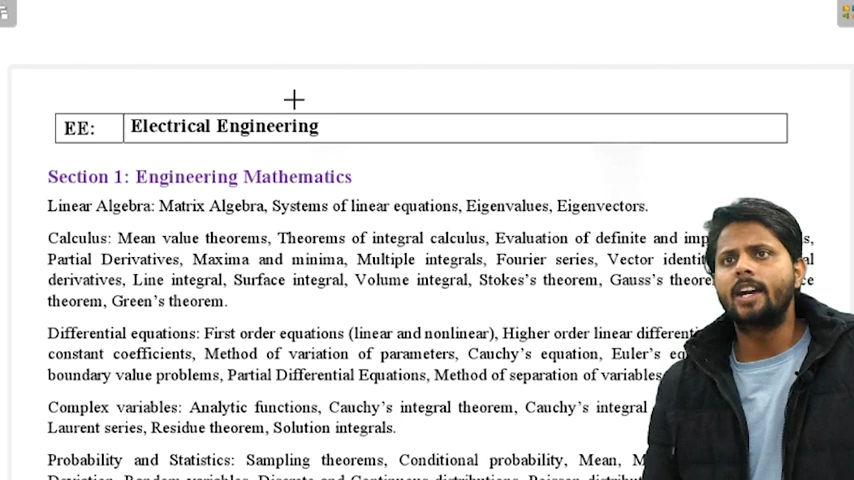 EE: Electrical Engineering
Section 1: Engineering Mathematics
Linear Algebra: Matrix Algebra, Systems of linear equations, Eigenvalues, Eigenvectors.
Calculus: Mean value theorems, Theorems of integral calculus, Evaluation of definite and
Partial Derivatives, Maxima and minima, Multiple integrals, Fourier series, Vector
derivatives, Line integral, Surface integral, Volume integral, Stokes's theorem, Gauss's
theorem, Green's theorem.
Differential equations: First order equations (linear and nonlinear), Higher order linear
constant coefficients, Method of variation of parameters, Cauchy's equation, Euler's
boundary value problems, Partial Differential Equations, Method of separation of variables
Complex variables: Analytic functions, Cauchy's integral theorem, Cauchy's integral
Laurent series, Residue theorem, Solution integrals.
Probability and Statistics: Sampling theorems, Conditional probability, Mean,